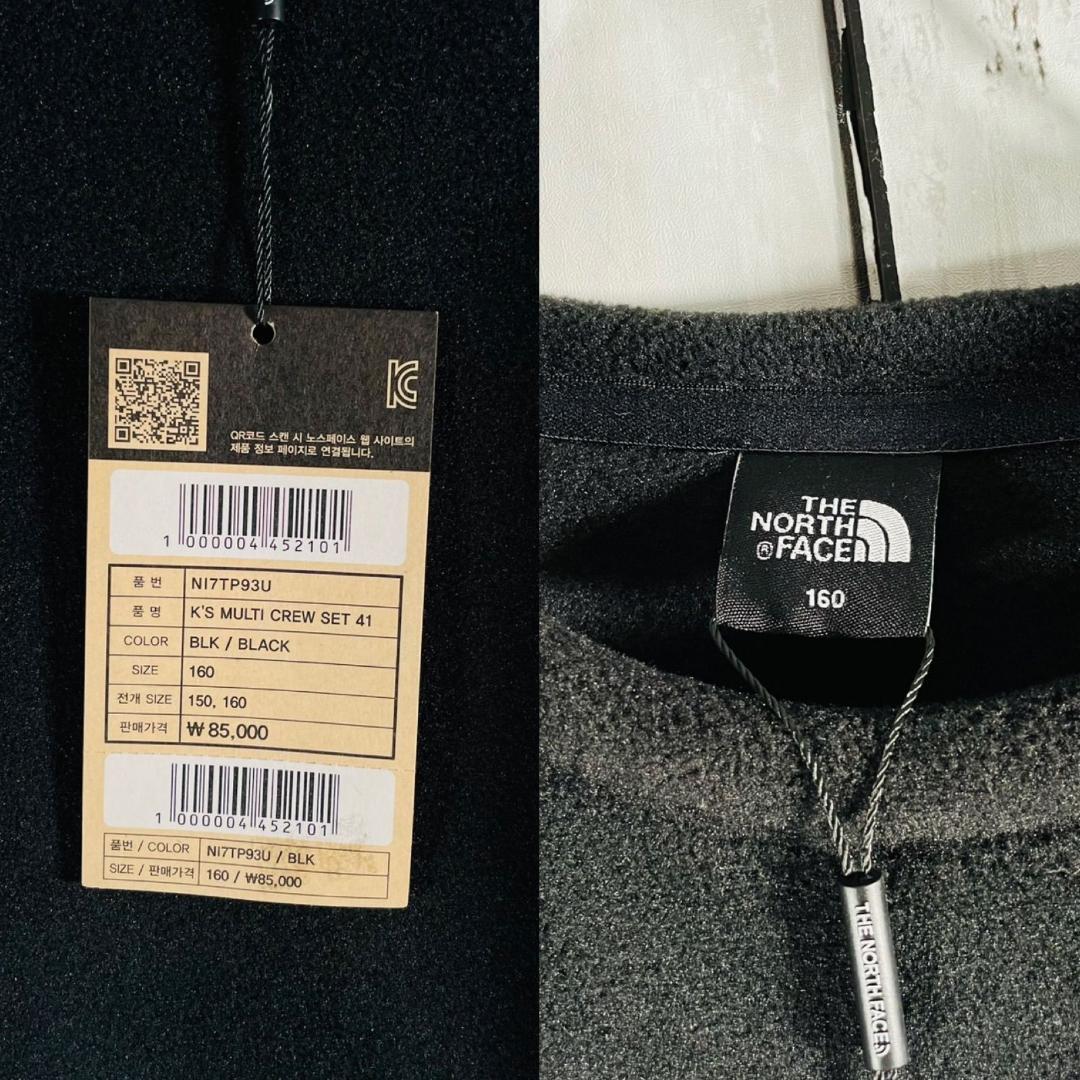 KC
QR코드 스캔 시 노스페이스 웹 사이트의
제품 정보 페이지로 연결됩니다.
1 000004 452101
품 번 NI7TP93U
품 명 K'S MULTI CREW SET 41
COLOR BLK / BLACK
SIZE 160
전개 SIZE 150, 160
판매가격 ₩ 85,000
1 000004 452101
품번 / COLOR NI7TP93U / BLK
SIZE / 판매가격 160 / ₩85,000
THE
NORTH
® FACE
160
THE NORTH FACE